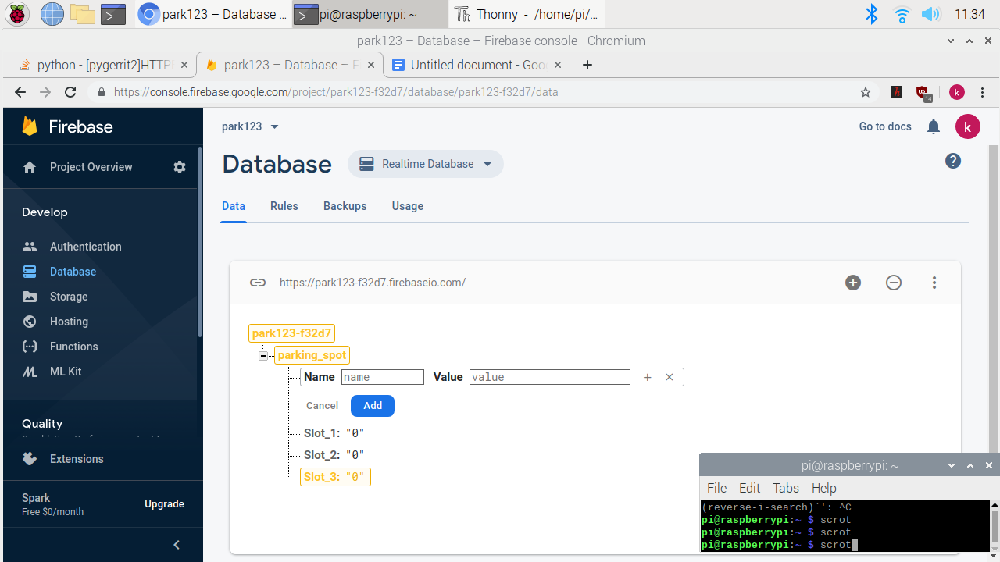 park123 – Database ... pi@raspberrypi: ~ Thonny - /home/pi/... 11:34
park123 – Database – Firebase console - Chromium
python - [pygerrit2]HTTP park123 – Database – F Untitled document - Goo
https://console.firebase.google.com/project/park123-f32d7/database/park123-f32d7/data
14
k
Firebase
park123
Go to docs
k
Project Overview
Database
Realtime Database
Develop
Data Rules Backups Usage
Authentication
Database
https://park123-f32d7.firebaseio.com/
Storage
Hosting
park123-f32d7
Functions
parking_spot
ML Kit
Name name Value value
Cancel Add
Quality
Slot_1: "0"
Extensions
Slot_2: "0"
Slot_3: "0"
Spark
Free $0/month
Upgrade
pi@raspberrypi: ~
File Edit Tabs Help
(reverse-i-search)`': ^C
pi@raspberrypi:~ $ scrot
pi@raspberrypi:~ $ scrot
pi@raspberrypi:~ $ scrot